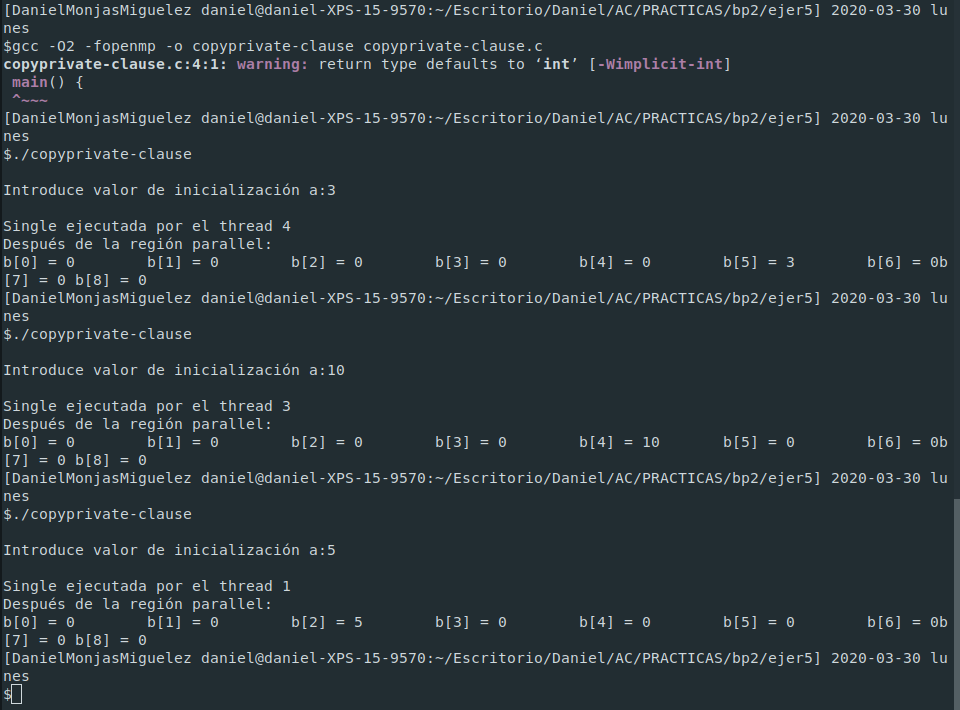 [DanielMonjasMiguelez daniel@daniel-XPS-15-9570:~/Escritorio/Daniel/AC/PRACTICAS/bp2/ejer5] 2020-03-30 lu
nes
$gcc -O2 -fopenmp -o copyprivate-clause copyprivate-clause.c
copyprivate-clause.c:4:1: warning: return type defaults to ‘int’ [-Wimplicit-int]
 main() {
 ^~~~
[DanielMonjasMiguelez daniel@daniel-XPS-15-9570:~/Escritorio/Daniel/AC/PRACTICAS/bp2/ejer5] 2020-03-30 lu
nes
$./copyprivate-clause

Introduce valor de inicialización a:3

Single ejecutada por el thread 4
Después de la región parallel:
b[0] = 0        b[1] = 0        b[2] = 0        b[3] = 0        b[4] = 0        b[5] = 3        b[6] = 0b
[7] = 0 b[8] = 0
[DanielMonjasMiguelez daniel@daniel-XPS-15-9570:~/Escritorio/Daniel/AC/PRACTICAS/bp2/ejer5] 2020-03-30 lu
nes
$./copyprivate-clause

Introduce valor de inicialización a:10

Single ejecutada por el thread 3
Después de la región parallel:
b[0] = 0        b[1] = 0        b[2] = 0        b[3] = 0        b[4] = 10       b[5] = 0        b[6] = 0b
[7] = 0 b[8] = 0
[DanielMonjasMiguelez daniel@daniel-XPS-15-9570:~/Escritorio/Daniel/AC/PRACTICAS/bp2/ejer5] 2020-03-30 lu
nes
$./copyprivate-clause

Introduce valor de inicialización a:5

Single ejecutada por el thread 1
Después de la región parallel:
b[0] = 0        b[1] = 0        b[2] = 5        b[3] = 0        b[4] = 0        b[5] = 0        b[6] = 0b
[7] = 0 b[8] = 0
[DanielMonjasMiguelez daniel@daniel-XPS-15-9570:~/Escritorio/Daniel/AC/PRACTICAS/bp2/ejer5] 2020-03-30 lu
nes
$